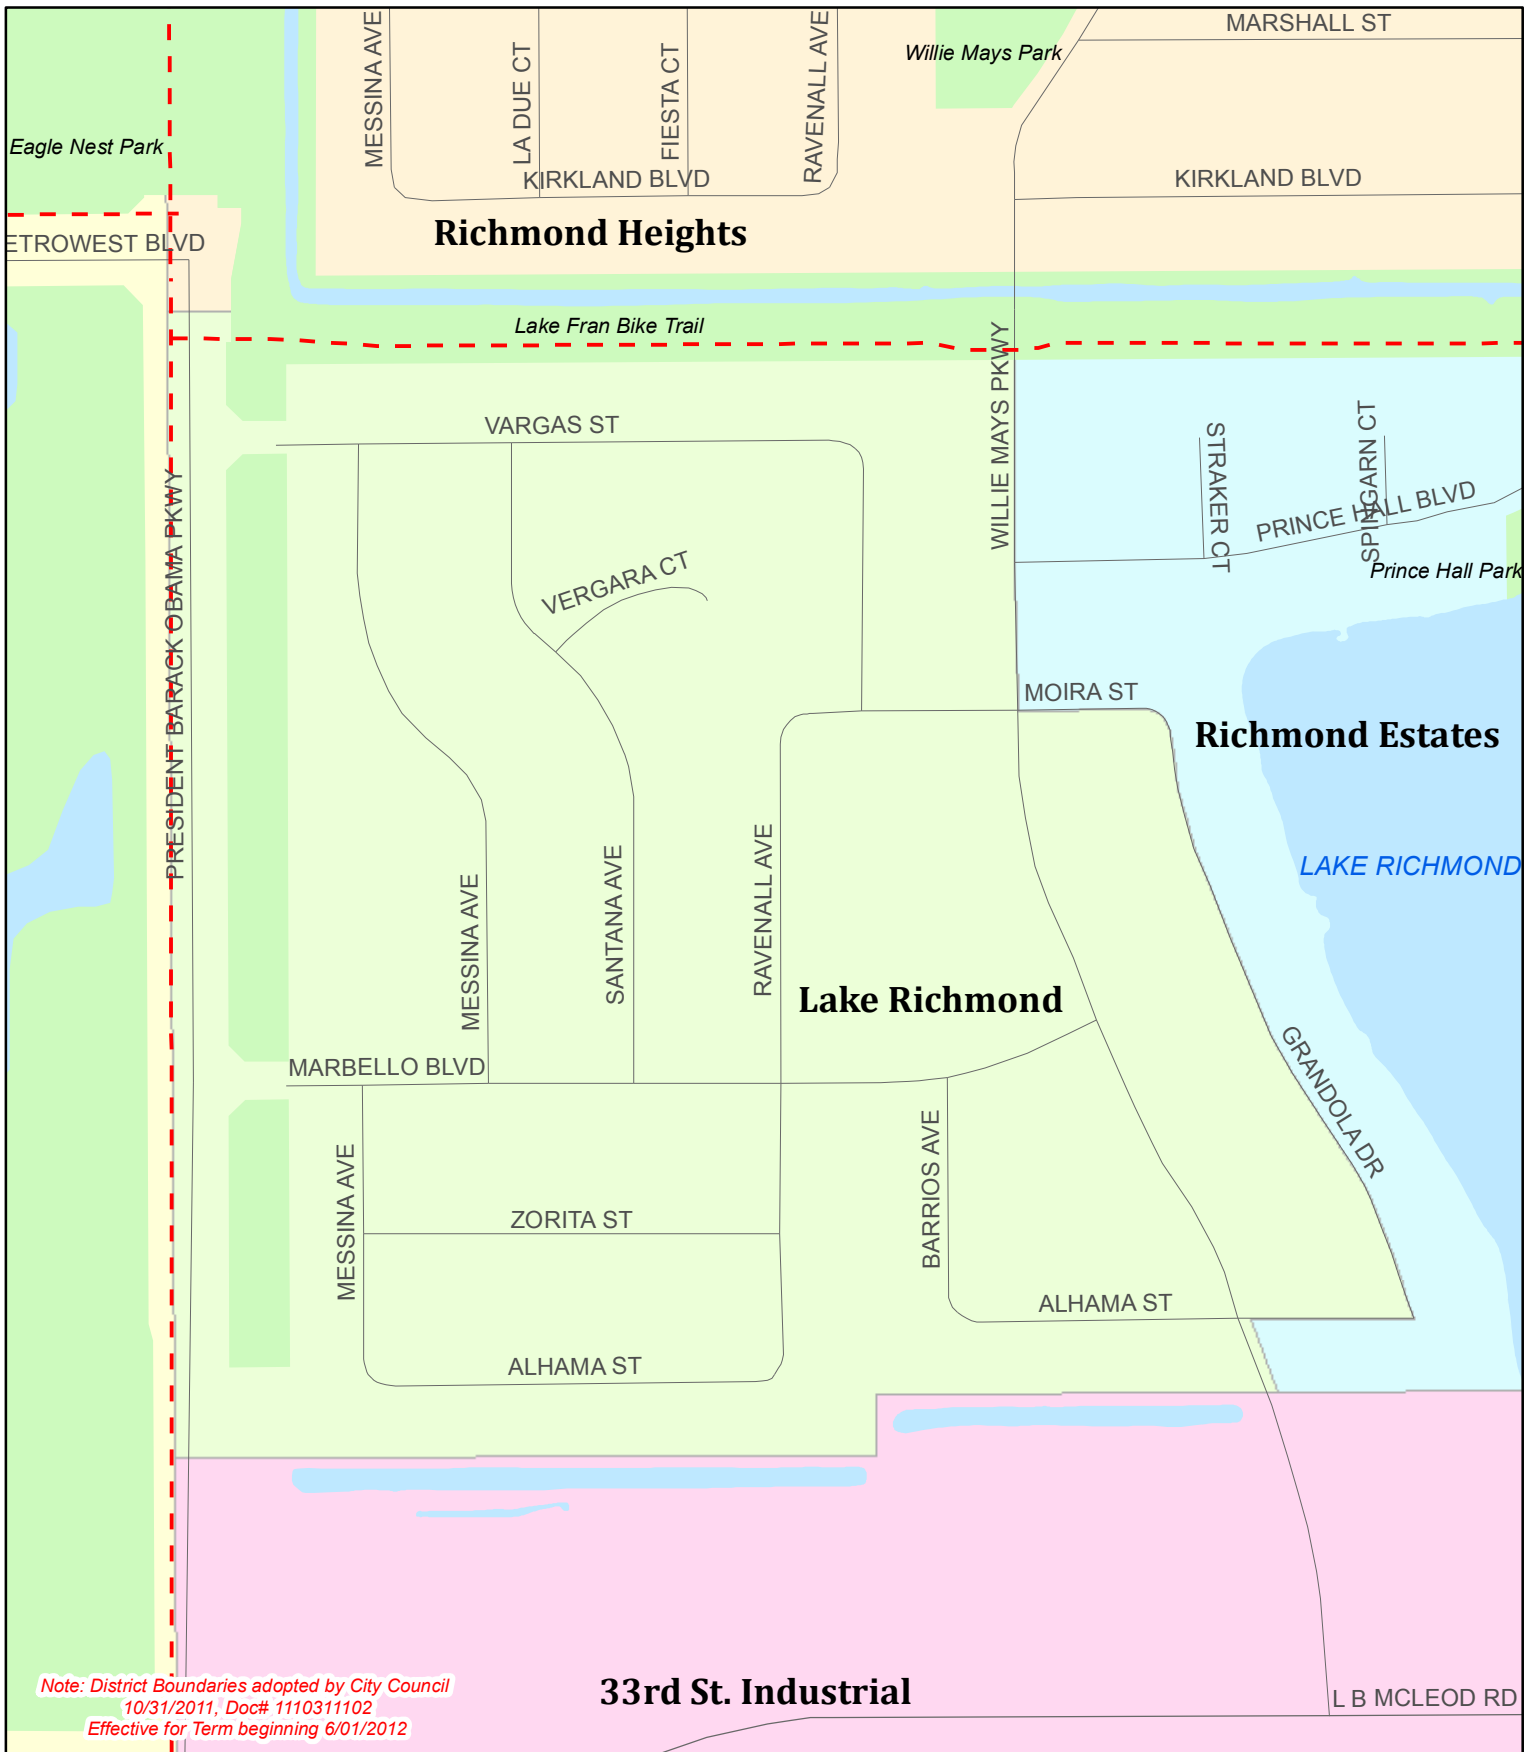 MARSHALL ST
MESSINA AVE
LA DUE CT
FIESTA CT
RAVENALL AVE
Willie Mays Park
Eagle Nest Park
KIRKLAND BLVD
KIRKLAND BLVD
Richmond Heights
ETROWEST BLVD
Lake Fran Bike Trail
WILLIE MAYS PKWY
VARGAS ST
STRAKER CT
SPINGARN CT
PRINCE HALL BLVD
Prince Hall Park
VERGARA CT
PRESIDENT BARACK OBAMA PKWY
MOIRA ST
Richmond Estates
LAKE RICHMOND
MESSINA AVE
SANTANA AVE
RAVENALL AVE
Lake Richmond
MARBELLO BLVD
GRANDOLA DR
MESSINA AVE
ZORITA ST
BARRIOS AVE
ALHAMA ST
ALHAMA ST
33rd St. Industrial
L B MCLEOD RD
Note: District Boundaries adopted by City Council
10/31/2011, Doc# 1110311102
Effective for Term beginning 6/01/2012